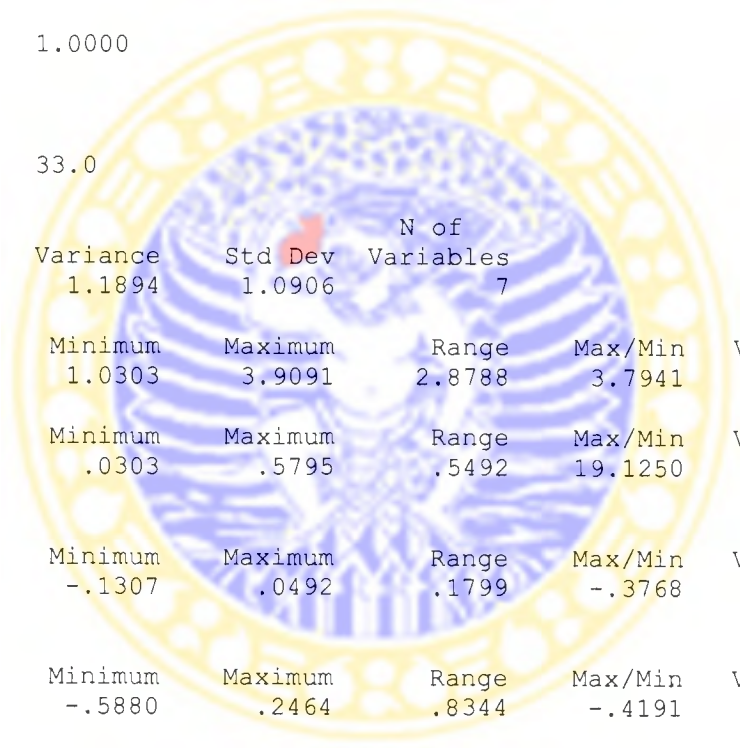 1.0000
33.0
N of
Variance Std Dev Variables
1.1894 1.0906 7
Minimum Maximum Range Max/Min V
1.0303 3.9091 2.8788 3.7941
Minimum Maximum Range Max/Min V
.0303 .5795 .5492 19.1250
Minimum Maximum Range Max/Min V
-.1307 .0492 .1799 -.3768
Minimum Maximum Range Max/Min V
-.5880 .2464 .8344 -.4191